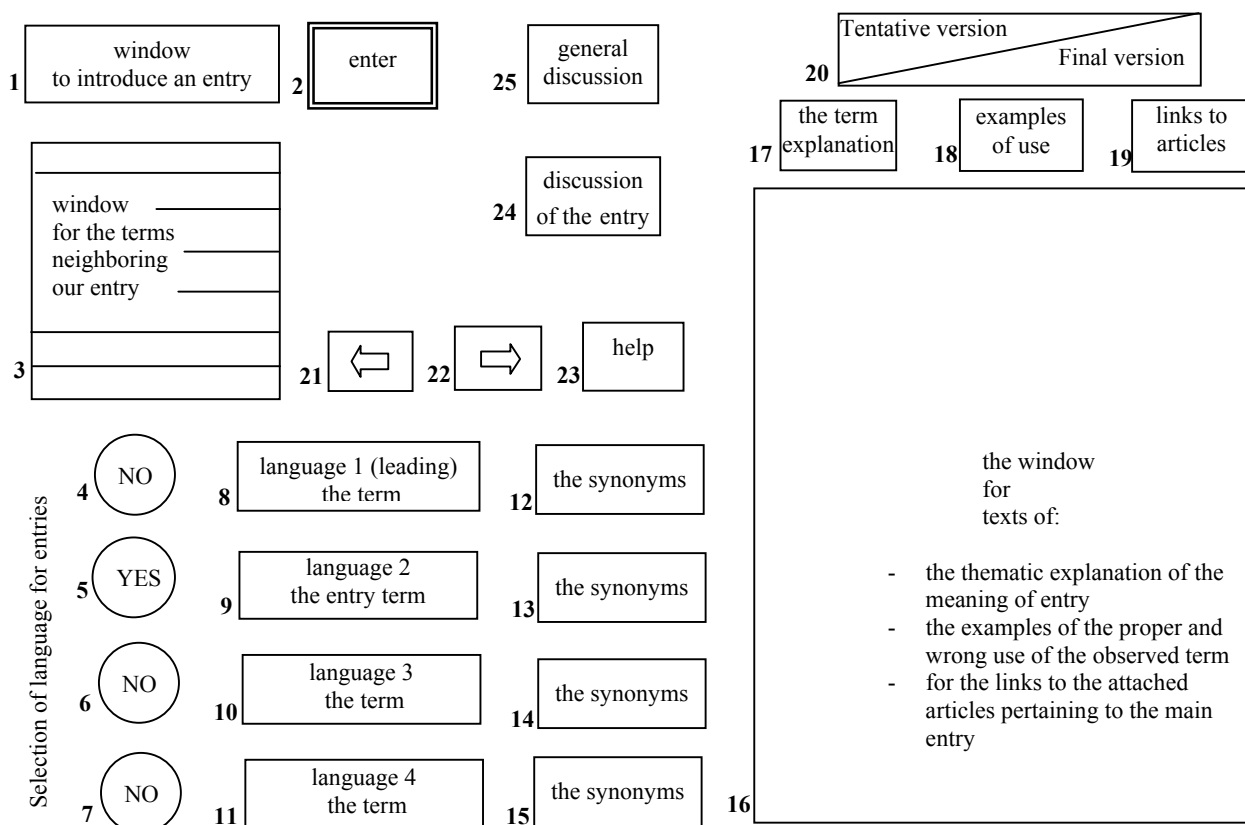 1
window
to introduce an entry
2
enter
25
general
discussion
20
Tentative version
Final version
17
the term
explanation
18
examples
of use
19
links to
articles
3
window
for the terms
neighboring
our entry
24
discussion
of the entry
21
22
23
help
Selection of language for entries
4
NO
8
language 1 (leading)
the term
12
the synonyms
5
YES
9
language 2
the entry term
13
the synonyms
6
NO
10
language 3
the term
14
the synonyms
7
NO
11
language 4
the term
15
the synonyms
16
the window
for
texts of:
- the thematic explanation of the
meaning of entry
- the examples of the proper and
wrong use of the observed term
- for the links to the attached
articles pertaining to the main
entry